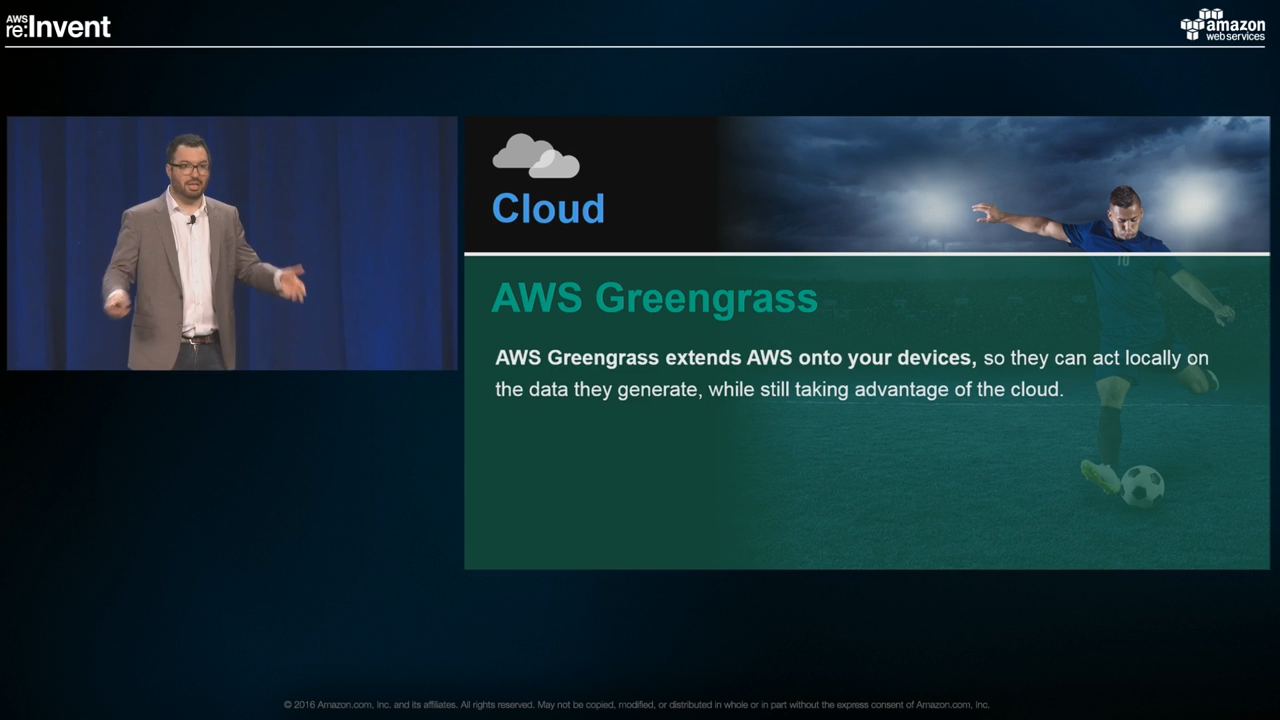 AWS
re:Invent
amazon
web services
Cloud
AWS Greengrass
AWS Greengrass extends AWS onto your devices, so they can act locally on
the data they generate, while still taking advantage of the cloud.
10
© 2016 Amazon.com, Inc. and its affiliates. All rights reserved. May not be copied, modified, or distributed in whole or in part without the express consent of Amazon.com, Inc.